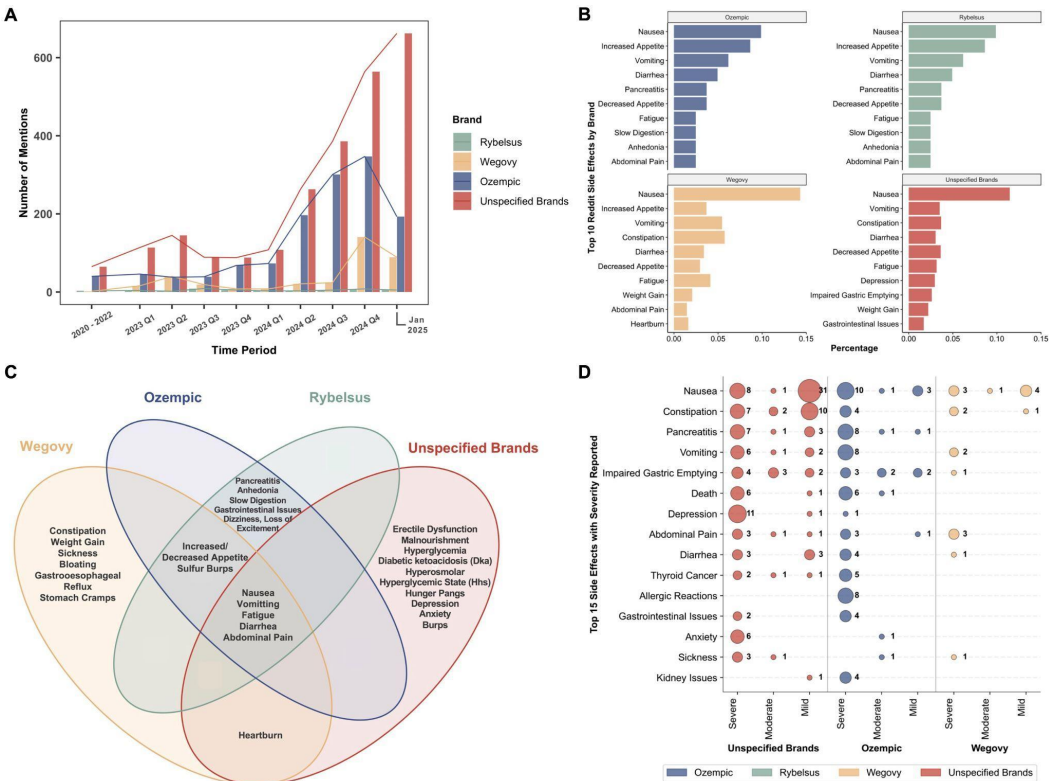 A
600
400
200
0
Number of Mentions
2020 - 2022
2023 Q1
2023 Q2
2023 Q3
2023 Q4
2024 Q1
2024 Q2
2024 Q3
2024 Q4
Jan
2025
Time Period
Brand
Rybelsus
Wegovy
Ozempic
Unspecified Brands
B
Top 10 Reddit Side Effects by Brand
Ozempic
Nausea
Increased Appetite
Vomiting
Diarrhea
Pancreatitis
Decreased Appetite
Fatigue
Slow Digestion
Anhedonia
Abdominal Pain
Rybelsus
Nausea
Increased Appetite
Vomiting
Diarrhea
Pancreatitis
Decreased Appetite
Fatigue
Slow Digestion
Anhedonia
Abdominal Pain
Wegovy
Nausea
Increased Appetite
Vomiting
Constipation
Diarrhea
Decreased Appetite
Fatigue
Weight Gain
Abdominal Pain
Heartburn
0.00 0.05 0.10 0.15
Unspecified Brands
Nausea
Vomiting
Constipation
Diarrhea
Decreased Appetite
Fatigue
Depression
Impaired Gastric Emptying
Weight Gain
Gastrointestinal Issues
0.00 0.05 0.10 0.15
Percentage
C
Wegovy
Ozempic
Rybelsus
Unspecified Brands
Constipation
Weight Gain
Sickness
Bloating
Gastrooesophageal
Reflux
Stomach Cramps
Pancreatitis
Anhedonia
Slow Digestion
Gastrointestinal Issues
Dizziness, Loss of
Excitement
Increased/
Decreased Appetite
Sulfur Burps
Nausea
Vomitting
Fatigue
Diarrhea
Abdominal Pain
Erectile Dysfunction
Malnourishment
Hyperglycemia
Diabetic ketoacidosis (Dka)
Hyperosmolar
Hyperglycemic State (Hhs)
Hunger Pangs
Depression
Anxiety
Burps
Heartburn
D
Top 15 Side Effects with Severity Reported
Nausea 8 1 31 10 1 3 3 1 4
Constipation 7 2 10 4 2 1
Pancreatitis 7 1 3 8 1 1
Vomiting 6 1 2 8 2
Impaired Gastric Emptying 4 3 2 3 2 2 1
Death 6 1 6 1
Depression 11 1 1
Abdominal Pain 3 1 1 3 1 3
Diarrhea 3 3 4 1
Thyroid Cancer 2 1 1 5
Allergic Reactions 8
Gastrointestinal Issues 2 4
Anxiety 6 1
Sickness 3 1 1 1
Kidney Issues 1 4
Severe Moderate Mild Severe Moderate Mild Severe Moderate Mild
Unspecified Brands Ozempic Wegovy
Ozempic Rybelsus Wegovy Unspecified Brands